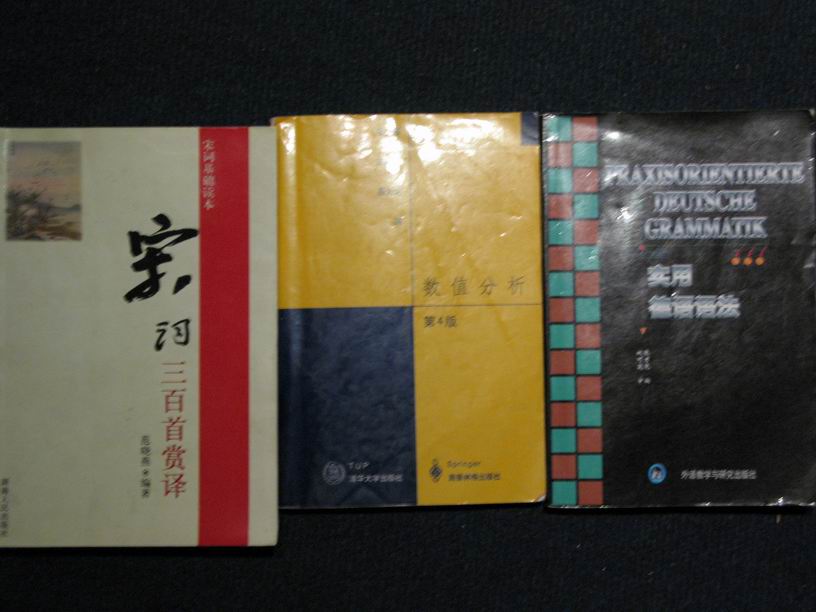 宋词基础读本
宋词
三百首赏译
范晓燕·编著
数值分析
第4版
TUP
清华大学出版社
Springer
PRAXISORIENTIERTE
DEUTSCHE
GRAMMATIK
实用
德语语法
外语教学与研究出版社